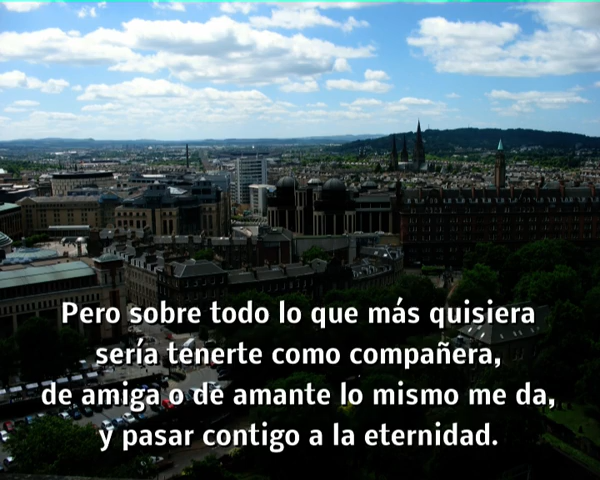 Pero sobre todo lo que más quisiera
sería tenerte como compañera,
de amiga o de amante lo mismo me da,
y pasar contigo a la eternidad.